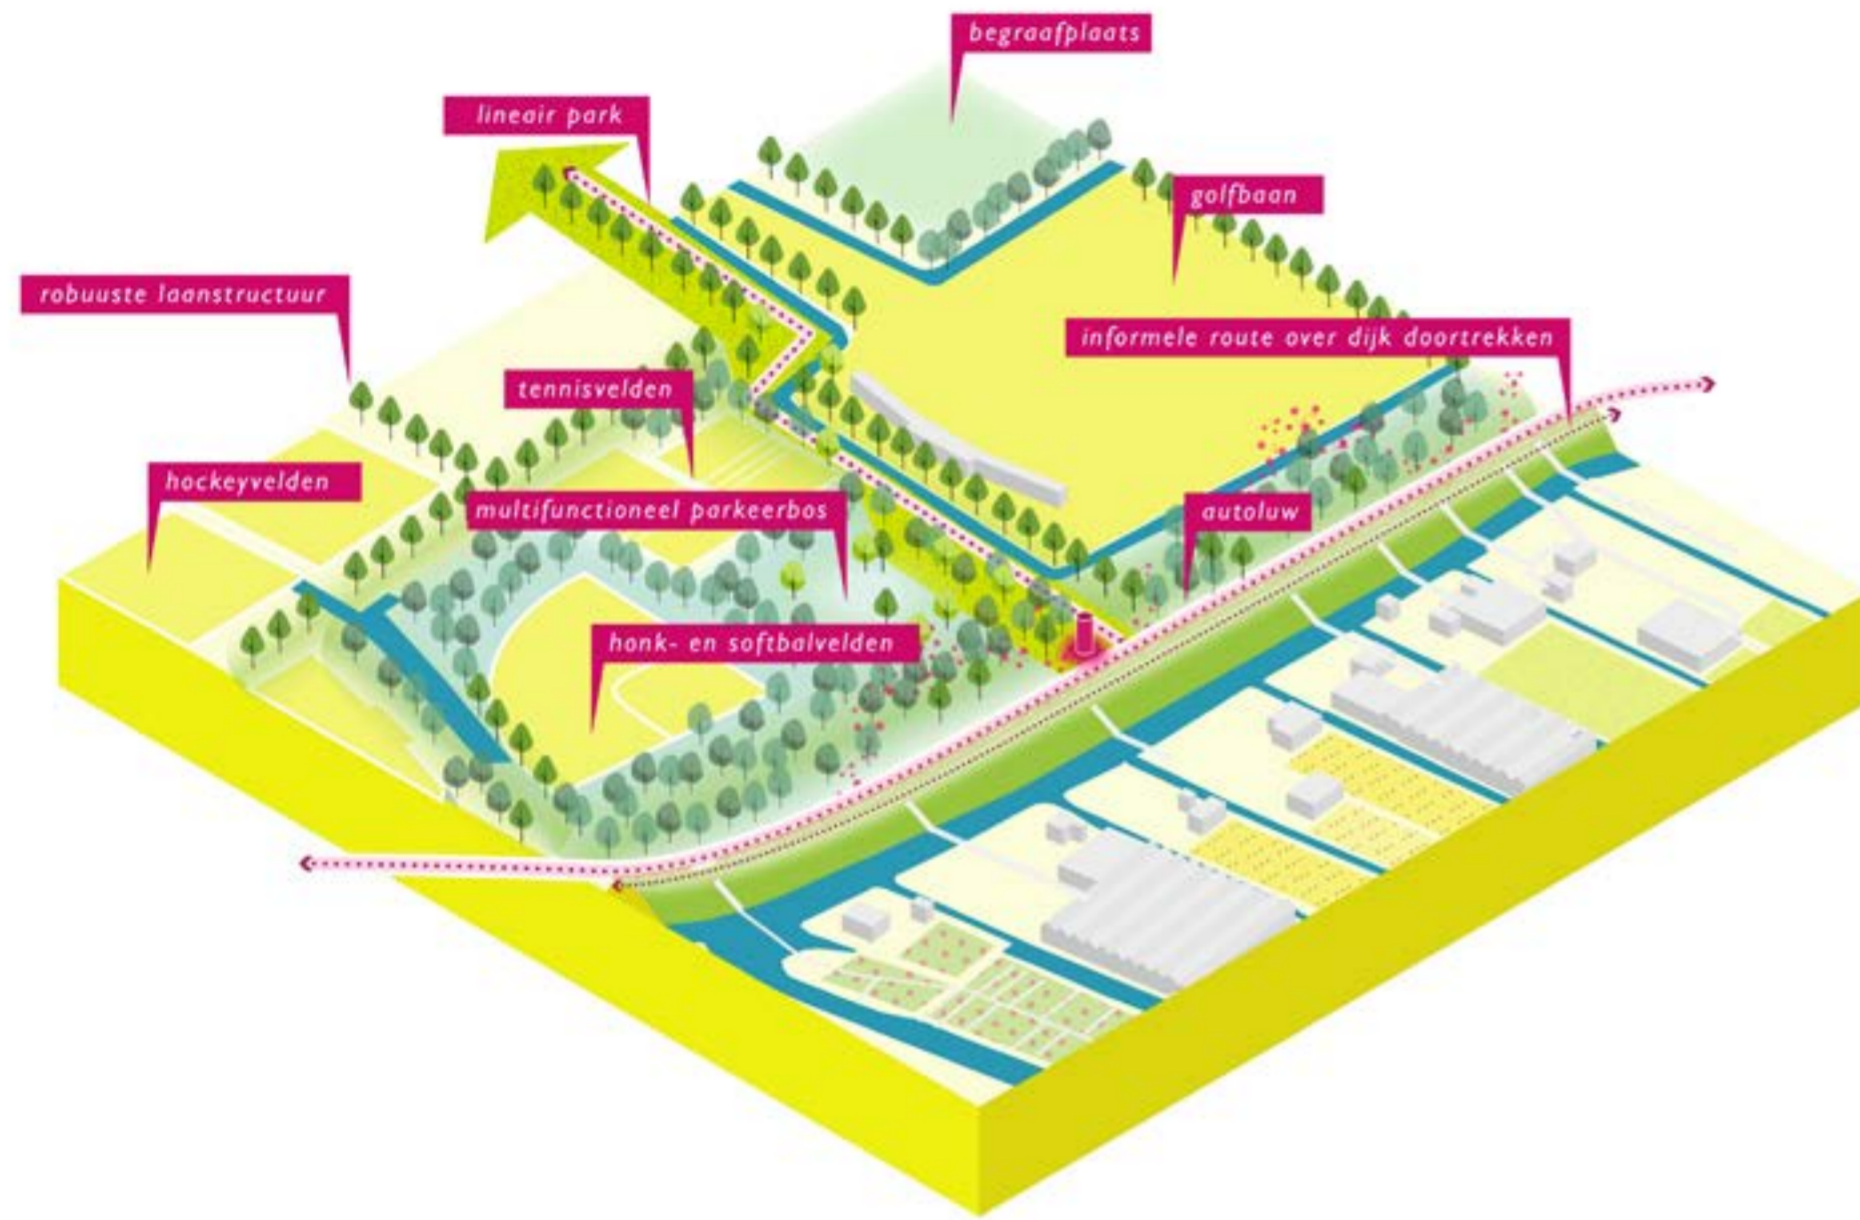 begraafplaats
lineair park
golfbaan
robuuste laanstructuur
informele route over dijk doortrekken
tennisvelden
hockeyvelden
multifunctioneel parkeerbos
autoluw
honk- en softbalvelden